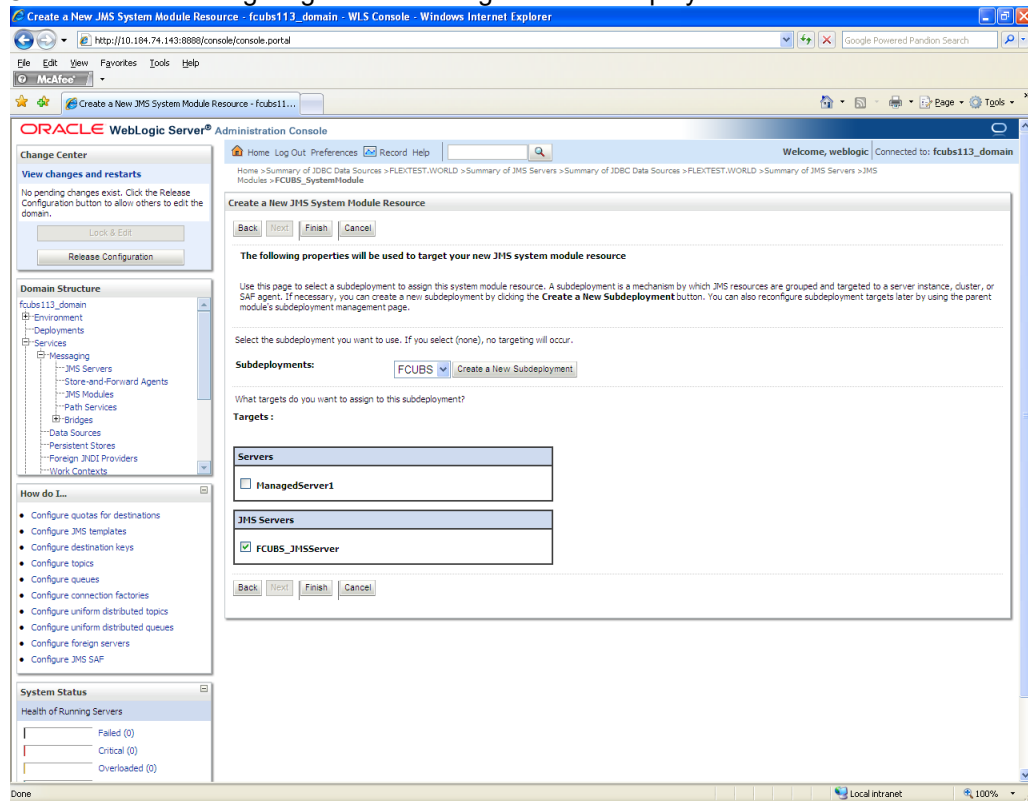 Create a New JMS System Module Resource - fcubs113_domain - WLS Console - Windows Internet Explorer
http://10.184.74.143:8888/console/console.portal
Google Powered Pandion Search
File Edit View Favorites Tools Help
McAfee
Create a New JMS System Module Resource - fcubs11...
Page Tools
ORACLE WebLogic Server® Administration Console
Change Center
View changes and restarts
No pending changes exist. Click the Release
Configuration button to allow others to edit the
domain.
Lock & Edit
Release Configuration
Domain Structure
fcubs113_domain
Environment
Deployments
Services
Messaging
JMS Servers
Store-and-Forward Agents
JMS Modules
Path Services
Bridges
Data Sources
Persistent Stores
Foreign JNDI Providers
Work Contexts
How do I...
Configure quotas for destinations
Configure JMS templates
Configure destination keys
Configure topics
Configure queues
Configure connection factories
Configure uniform distributed topics
Configure uniform distributed queues
Configure foreign servers
Configure JMS SAF
System Status
Health of Running Servers
Failed (0)
Critical (0)
Overloaded (0)
Home Log Out Preferences Record Help
Welcome, weblogic Connected to: fcubs113_domain
Home >Summary of JDBC Data Sources >FLEXTEST.WORLD >Summary of JMS Servers >Summary of JDBC Data Sources >FLEXTEST.WORLD >Summary of JMS Servers >JMS
Modules >FCUBS_SystemModule
Create a New JMS System Module Resource
Back Next Finish Cancel
The following properties will be used to target your new JMS system module resource
Use this page to select a subdeployment to assign this system module resource. A subdeployment is a mechanism by which JMS resources are grouped and targeted to a server instance, cluster, or
SAF agent. If necessary, you can create a new subdeployment by clicking the Create a New Subdeployment button. You can also reconfigure subdeployment targets later by using the parent
module's subdeployment management page.
Select the subdeployment you want to use. If you select (none), no targeting will occur.
Subdeployments: FCUBS Create a New Subdeployment
What targets do you want to assign to this subdeployment?
Targets :
Servers
ManagedServer1
JMS Servers
FCUBS_JMSServer
Back Next Finish Cancel
Done
Local intranet
100%